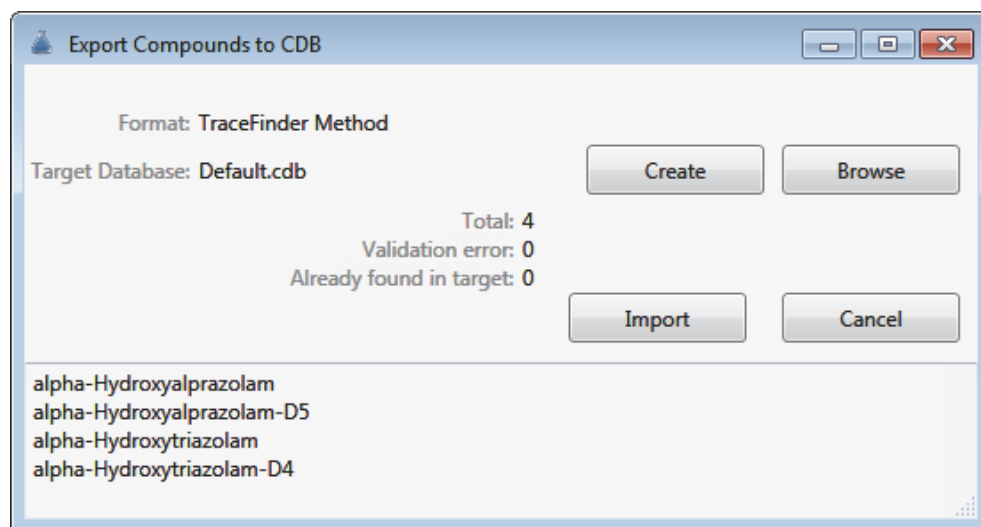 Export Compounds to CDB
Format: TraceFinder Method
Target Database: Default.cdb
Create
Browse
Total: 4
Validation error: 0
Already found in target: 0
Import
Cancel
alpha-Hydroxyalprazolam
alpha-Hydroxyalprazolam-D5
alpha-Hydroxytriazolam
alpha-Hydroxytriazolam-D4